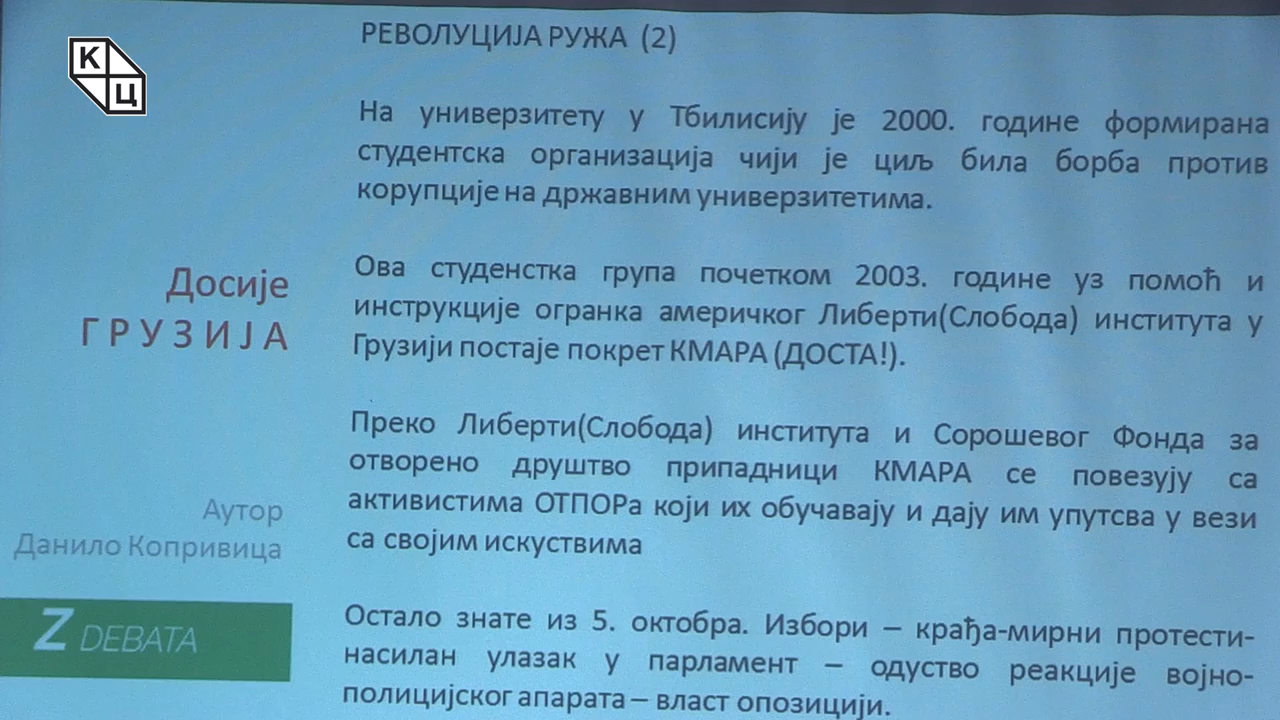 К
Ц
РЕВОЛУЦИЈА РУЖА (2)
На универзитету у Тбилисију је 2000. године формирана
студентска организација чији је циљ била борба против
корупције на државним универзитетима.
Ова студенстка група почетком 2003. године уз помоћ и
инструкције огранка америчког Либерти(Слобода) института у
Грузији постаје покрет КМАРА (ДОСТА!).
Преко Либерти(Слобода) института и Сорошевог Фонда за
отворено друштво припадници КМАРА се повезују са
активистима ОТПОРа који их обучавају и дају им упутсва у вези
са својим искуствима
Остало знате из 5. октобра. Избори – крађа-мирни протести-
насилан улазак у парламент – одуство реакције војно-
полицијског апарата – власт опозицији.
Досије
ГРУЗИЈА
Аутор
Данило Копривица
Z DEBATA